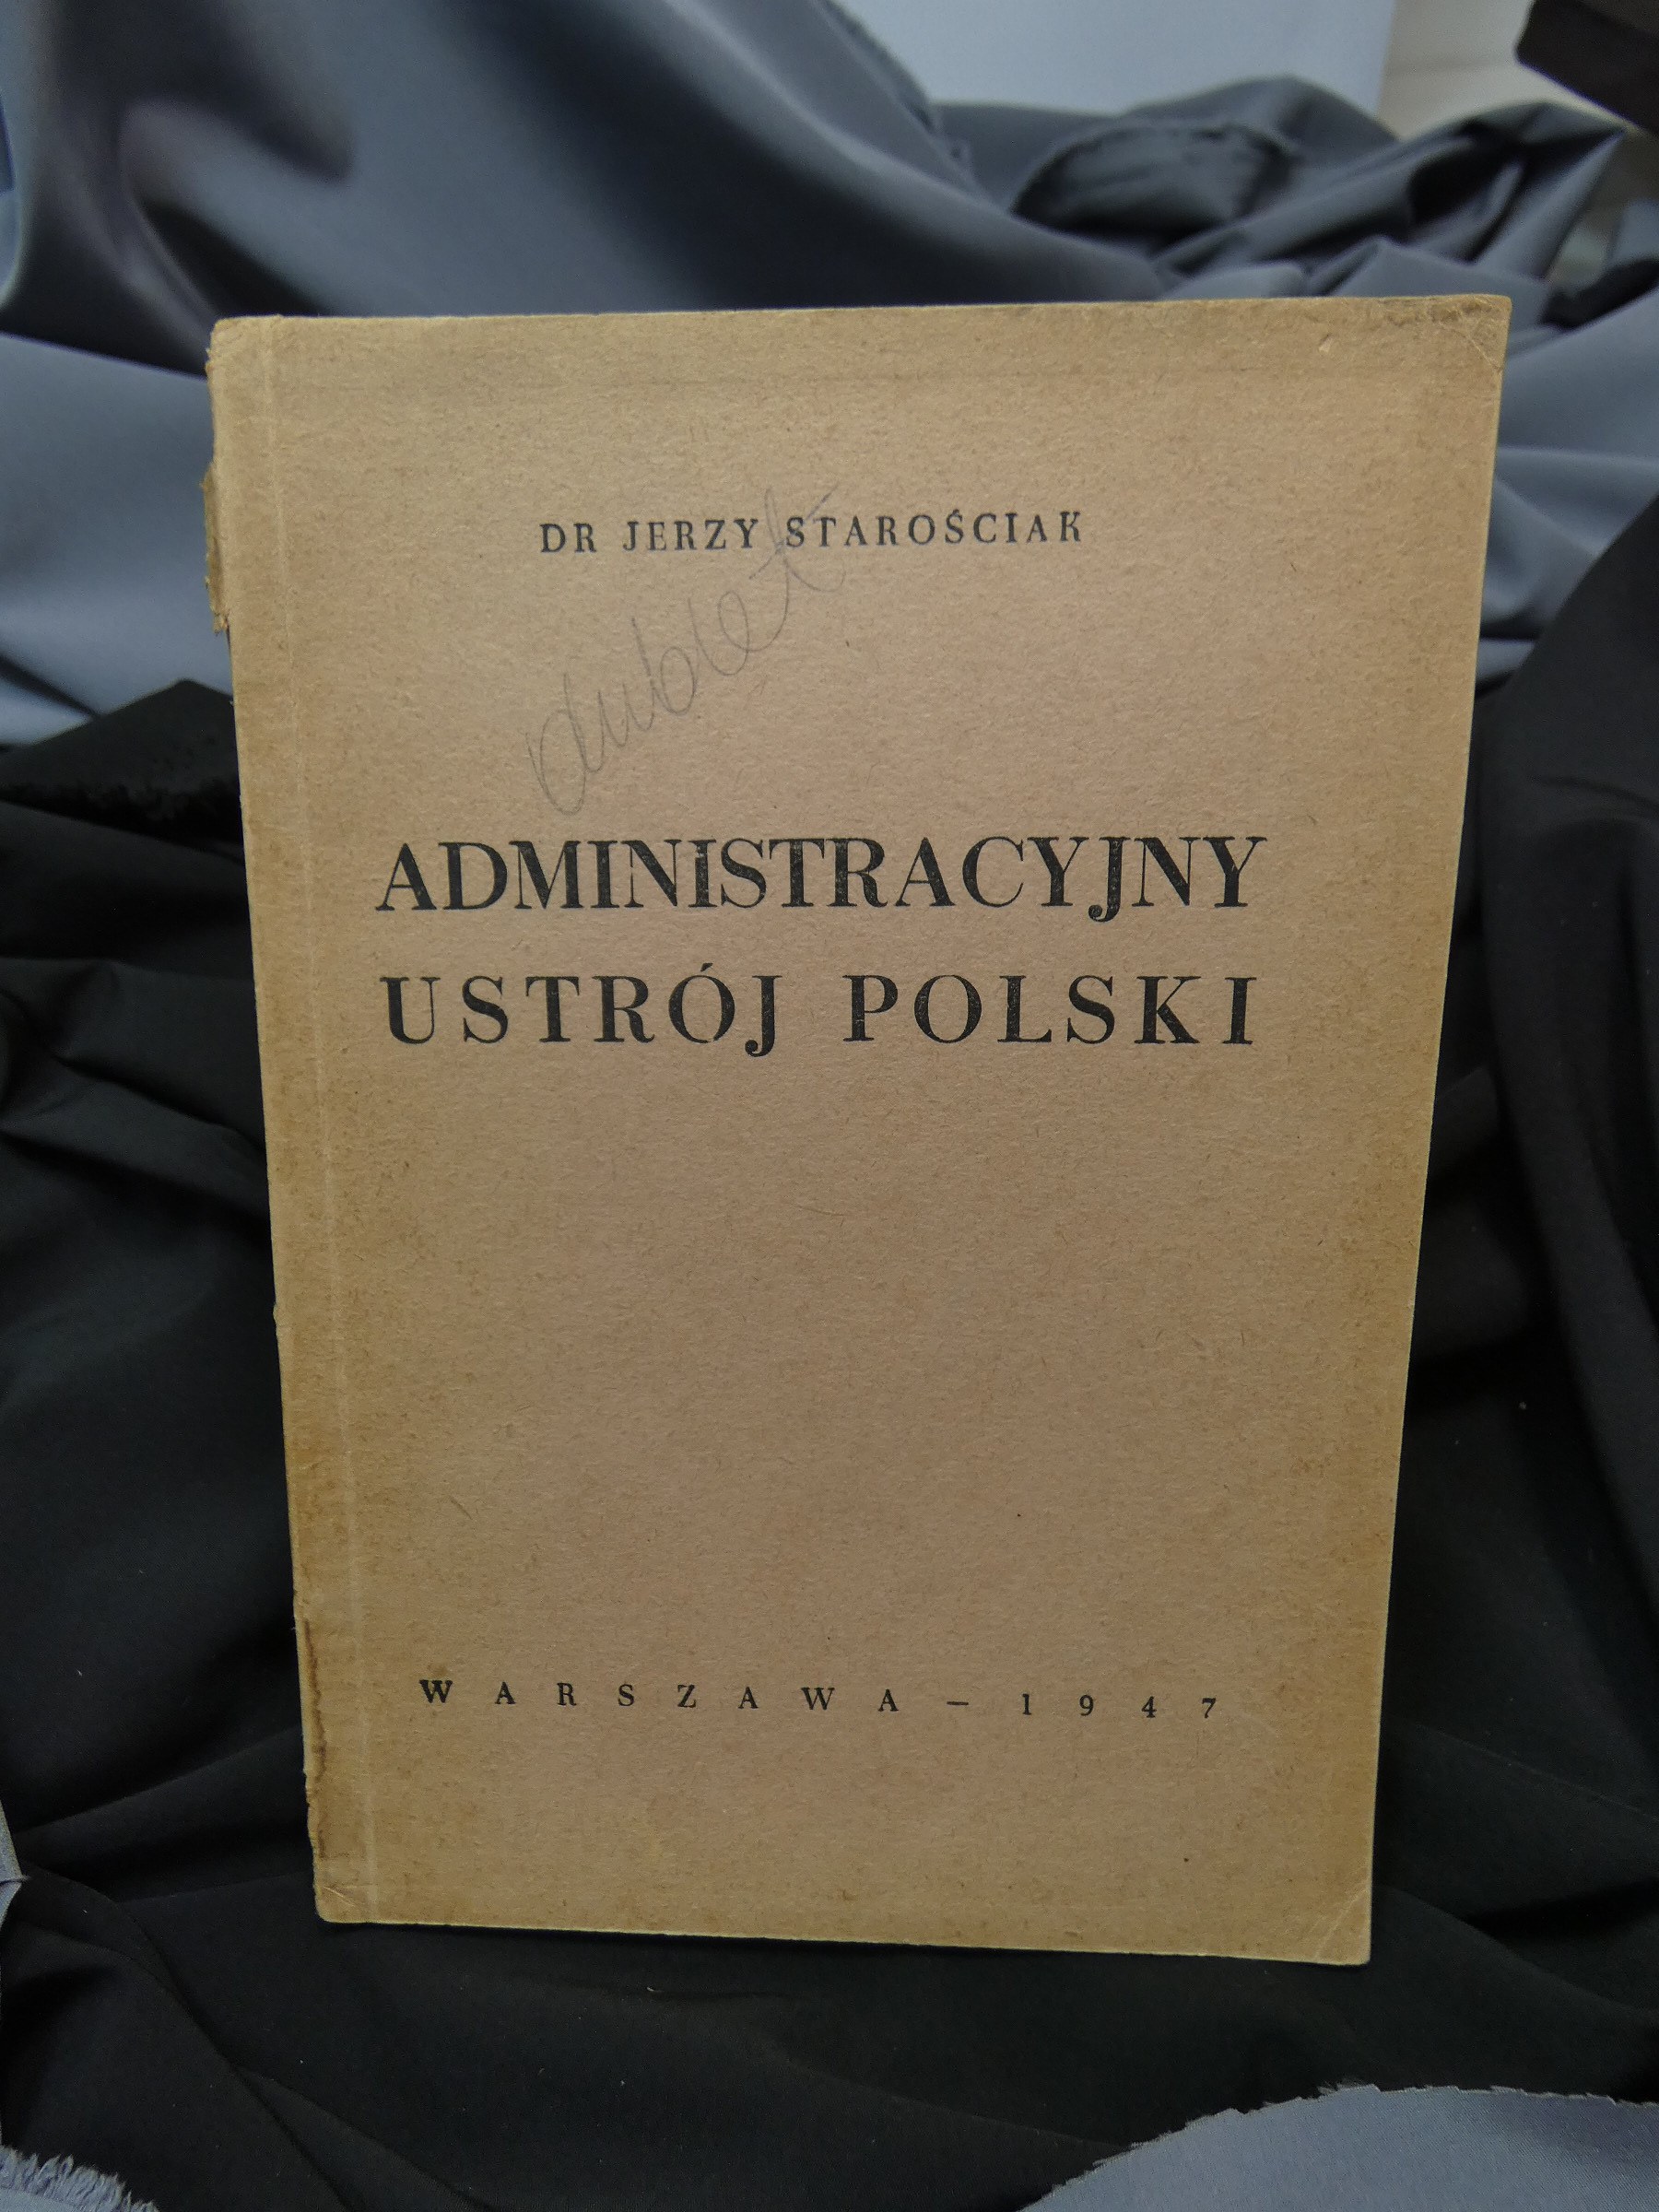 DR JERZY STAROŚCIAK
dublet
ADMINISTRACYJNY
USTRÓJ POLSKI
WARSZAWA – 1947